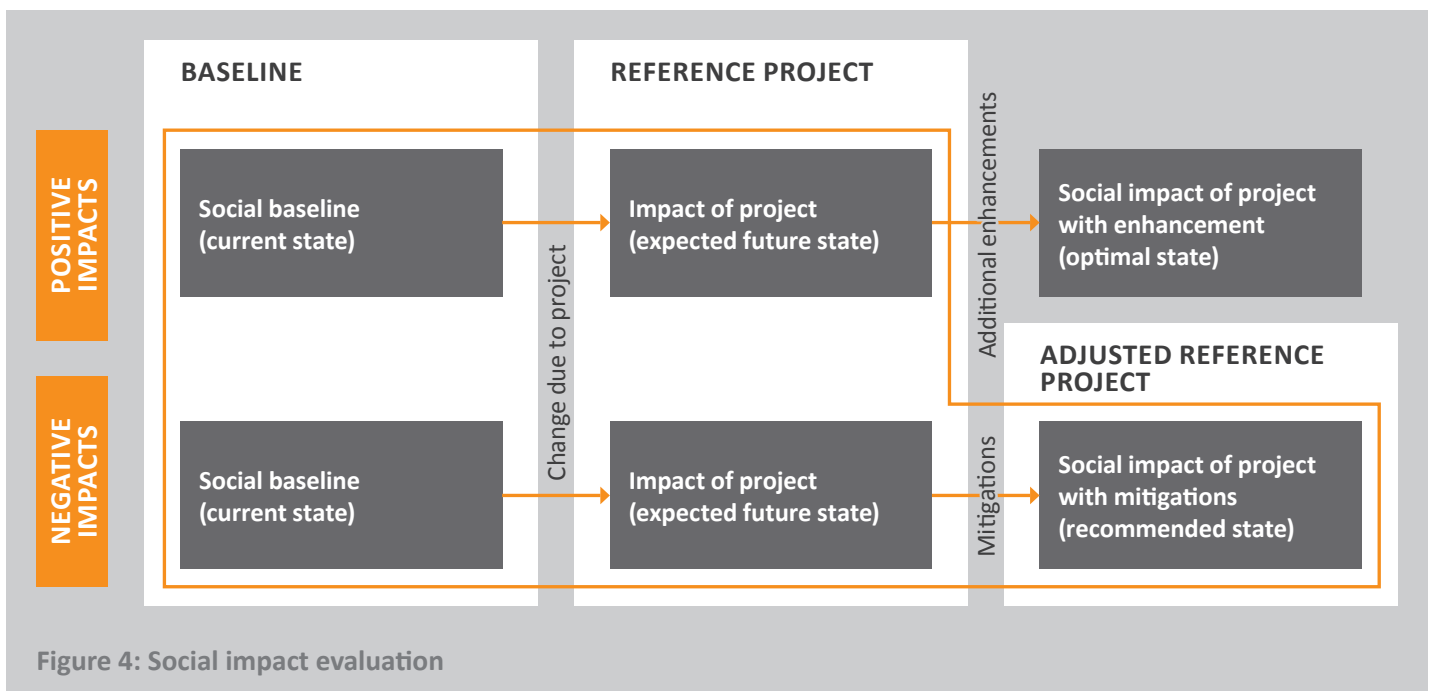 BASELINE
REFERENCE PROJECT
POSITIVE
IMPACTS
Social baseline
(current state)
Change due to project
Impact of project
(expected future state)
Additional enhancements
Social impact of project
with enhancement
(optimal state)
ADJUSTED REFERENCE
PROJECT
NEGATIVE
IMPACTS
Social baseline
(current state)
Impact of project
(expected future state)
Mitigations
Social impact of project
with mitigations
(recommended state)
Figure 4: Social impact evaluation